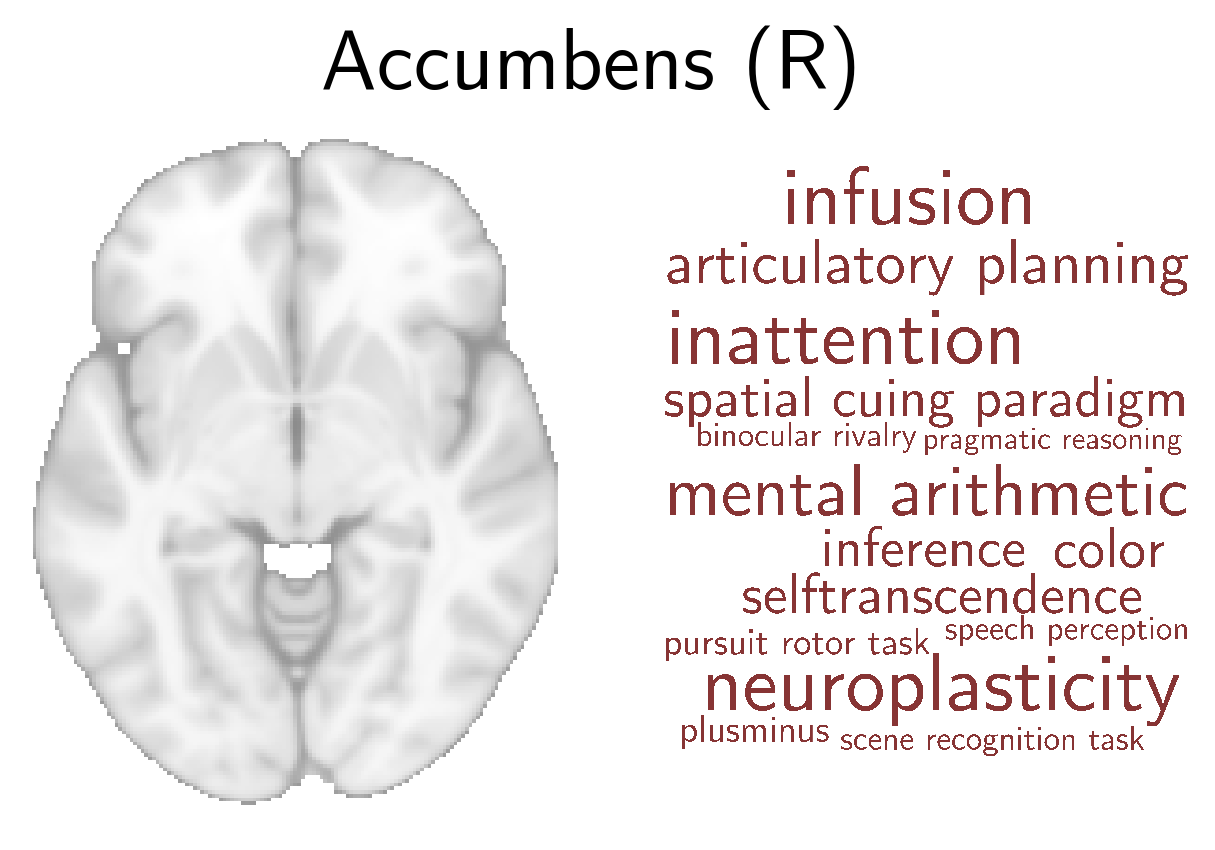 Accumbens (R)
infusion
articulatory planning
inattention
spatial cuing paradigm
binocular rivalry pragmatic reasoning
mental arithmetic
inference color
selftranscendence
pursuit rotor task speech perception
neuroplasticity
plusminus scene recognition task